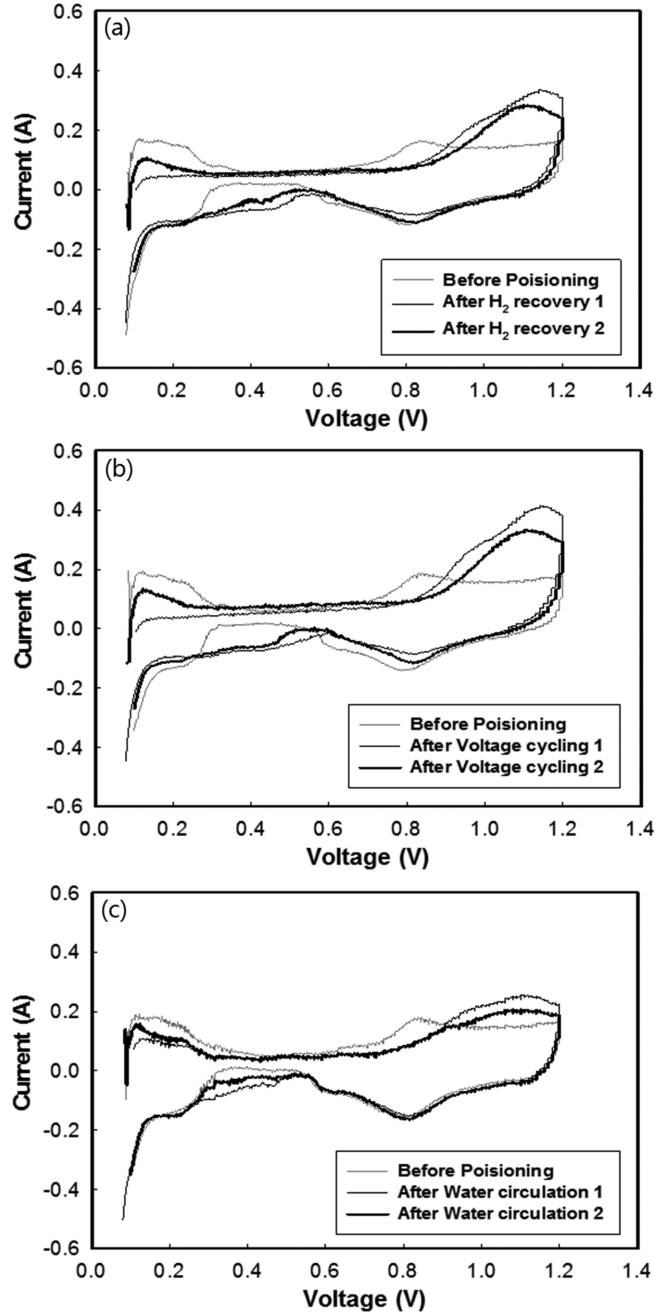 (a)
0.6
0.4
0.2
0.0
-0.2
-0.4
-0.6
Current (A)
Before Poisioning
After H2 recovery 1
After H2 recovery 2
0.0 0.2 0.4 0.6 0.8 1.0 1.2 1.4
Voltage (V)
(b)
0.6
0.4
0.2
0.0
-0.2
-0.4
-0.6
Current (A)
Before Poisioning
After Voltage cycling 1
After Voltage cycling 2
0.0 0.2 0.4 0.6 0.8 1.0 1.2 1.4
Voltage (V)
(c)
0.6
0.4
0.2
0.0
-0.2
-0.4
-0.6
Current (A)
Before Poisioning
After Water circulation 1
After Water circulation 2
0.0 0.2 0.4 0.6 0.8 1.0 1.2 1.4
Voltage (V)